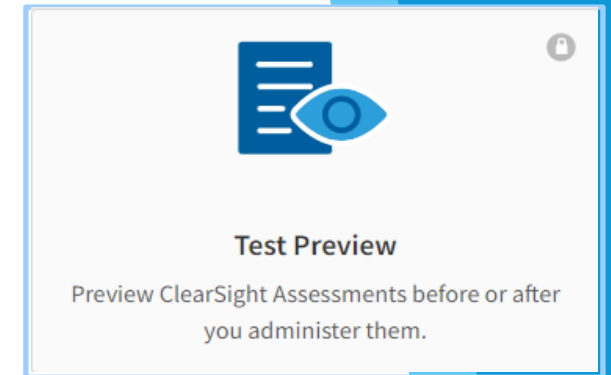 Test Preview
Preview ClearSight Assessments before or after
you administer them.